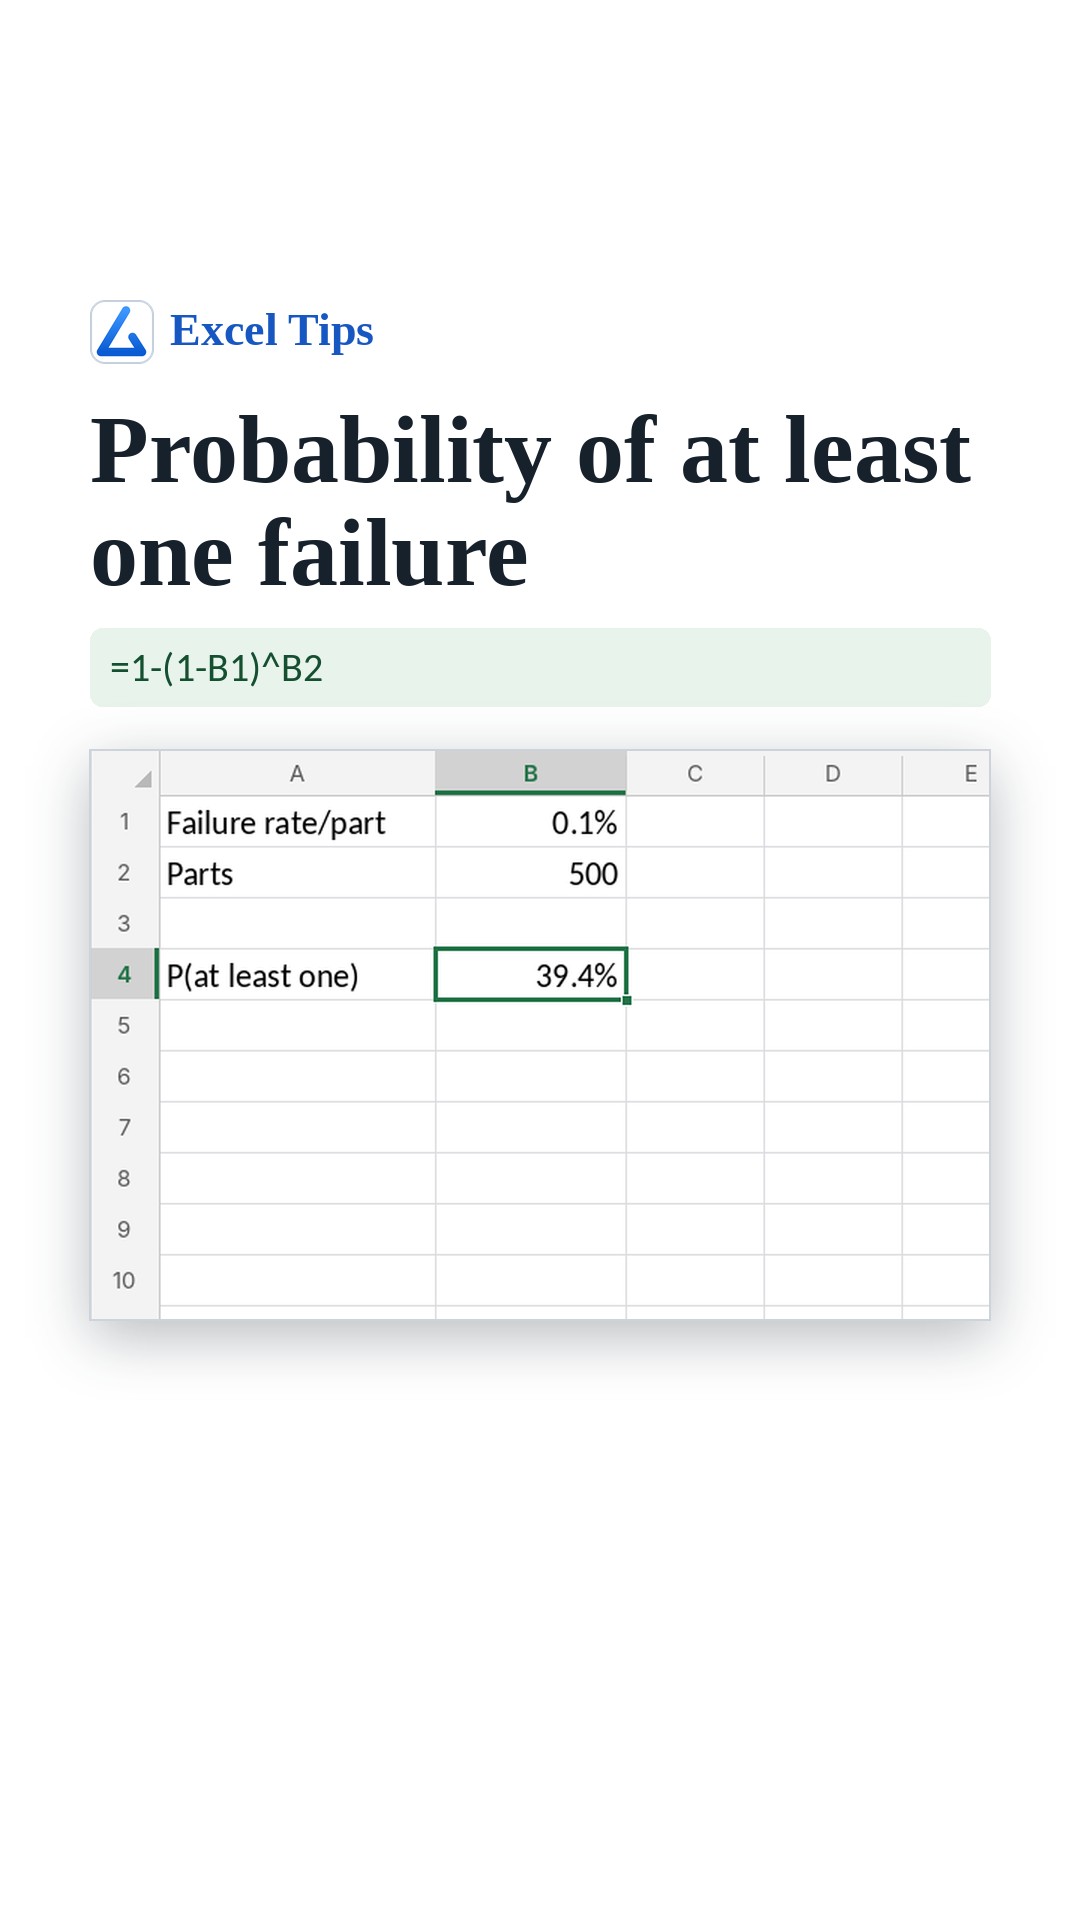 Excel Tips
Probability of at least
one failure
=1-(1-B1)^B2
A B C D E
1 Failure rate/part 0.1%
2 Parts 500
3
4 P(at least one) 39.4%
5
6
7
8
9
10